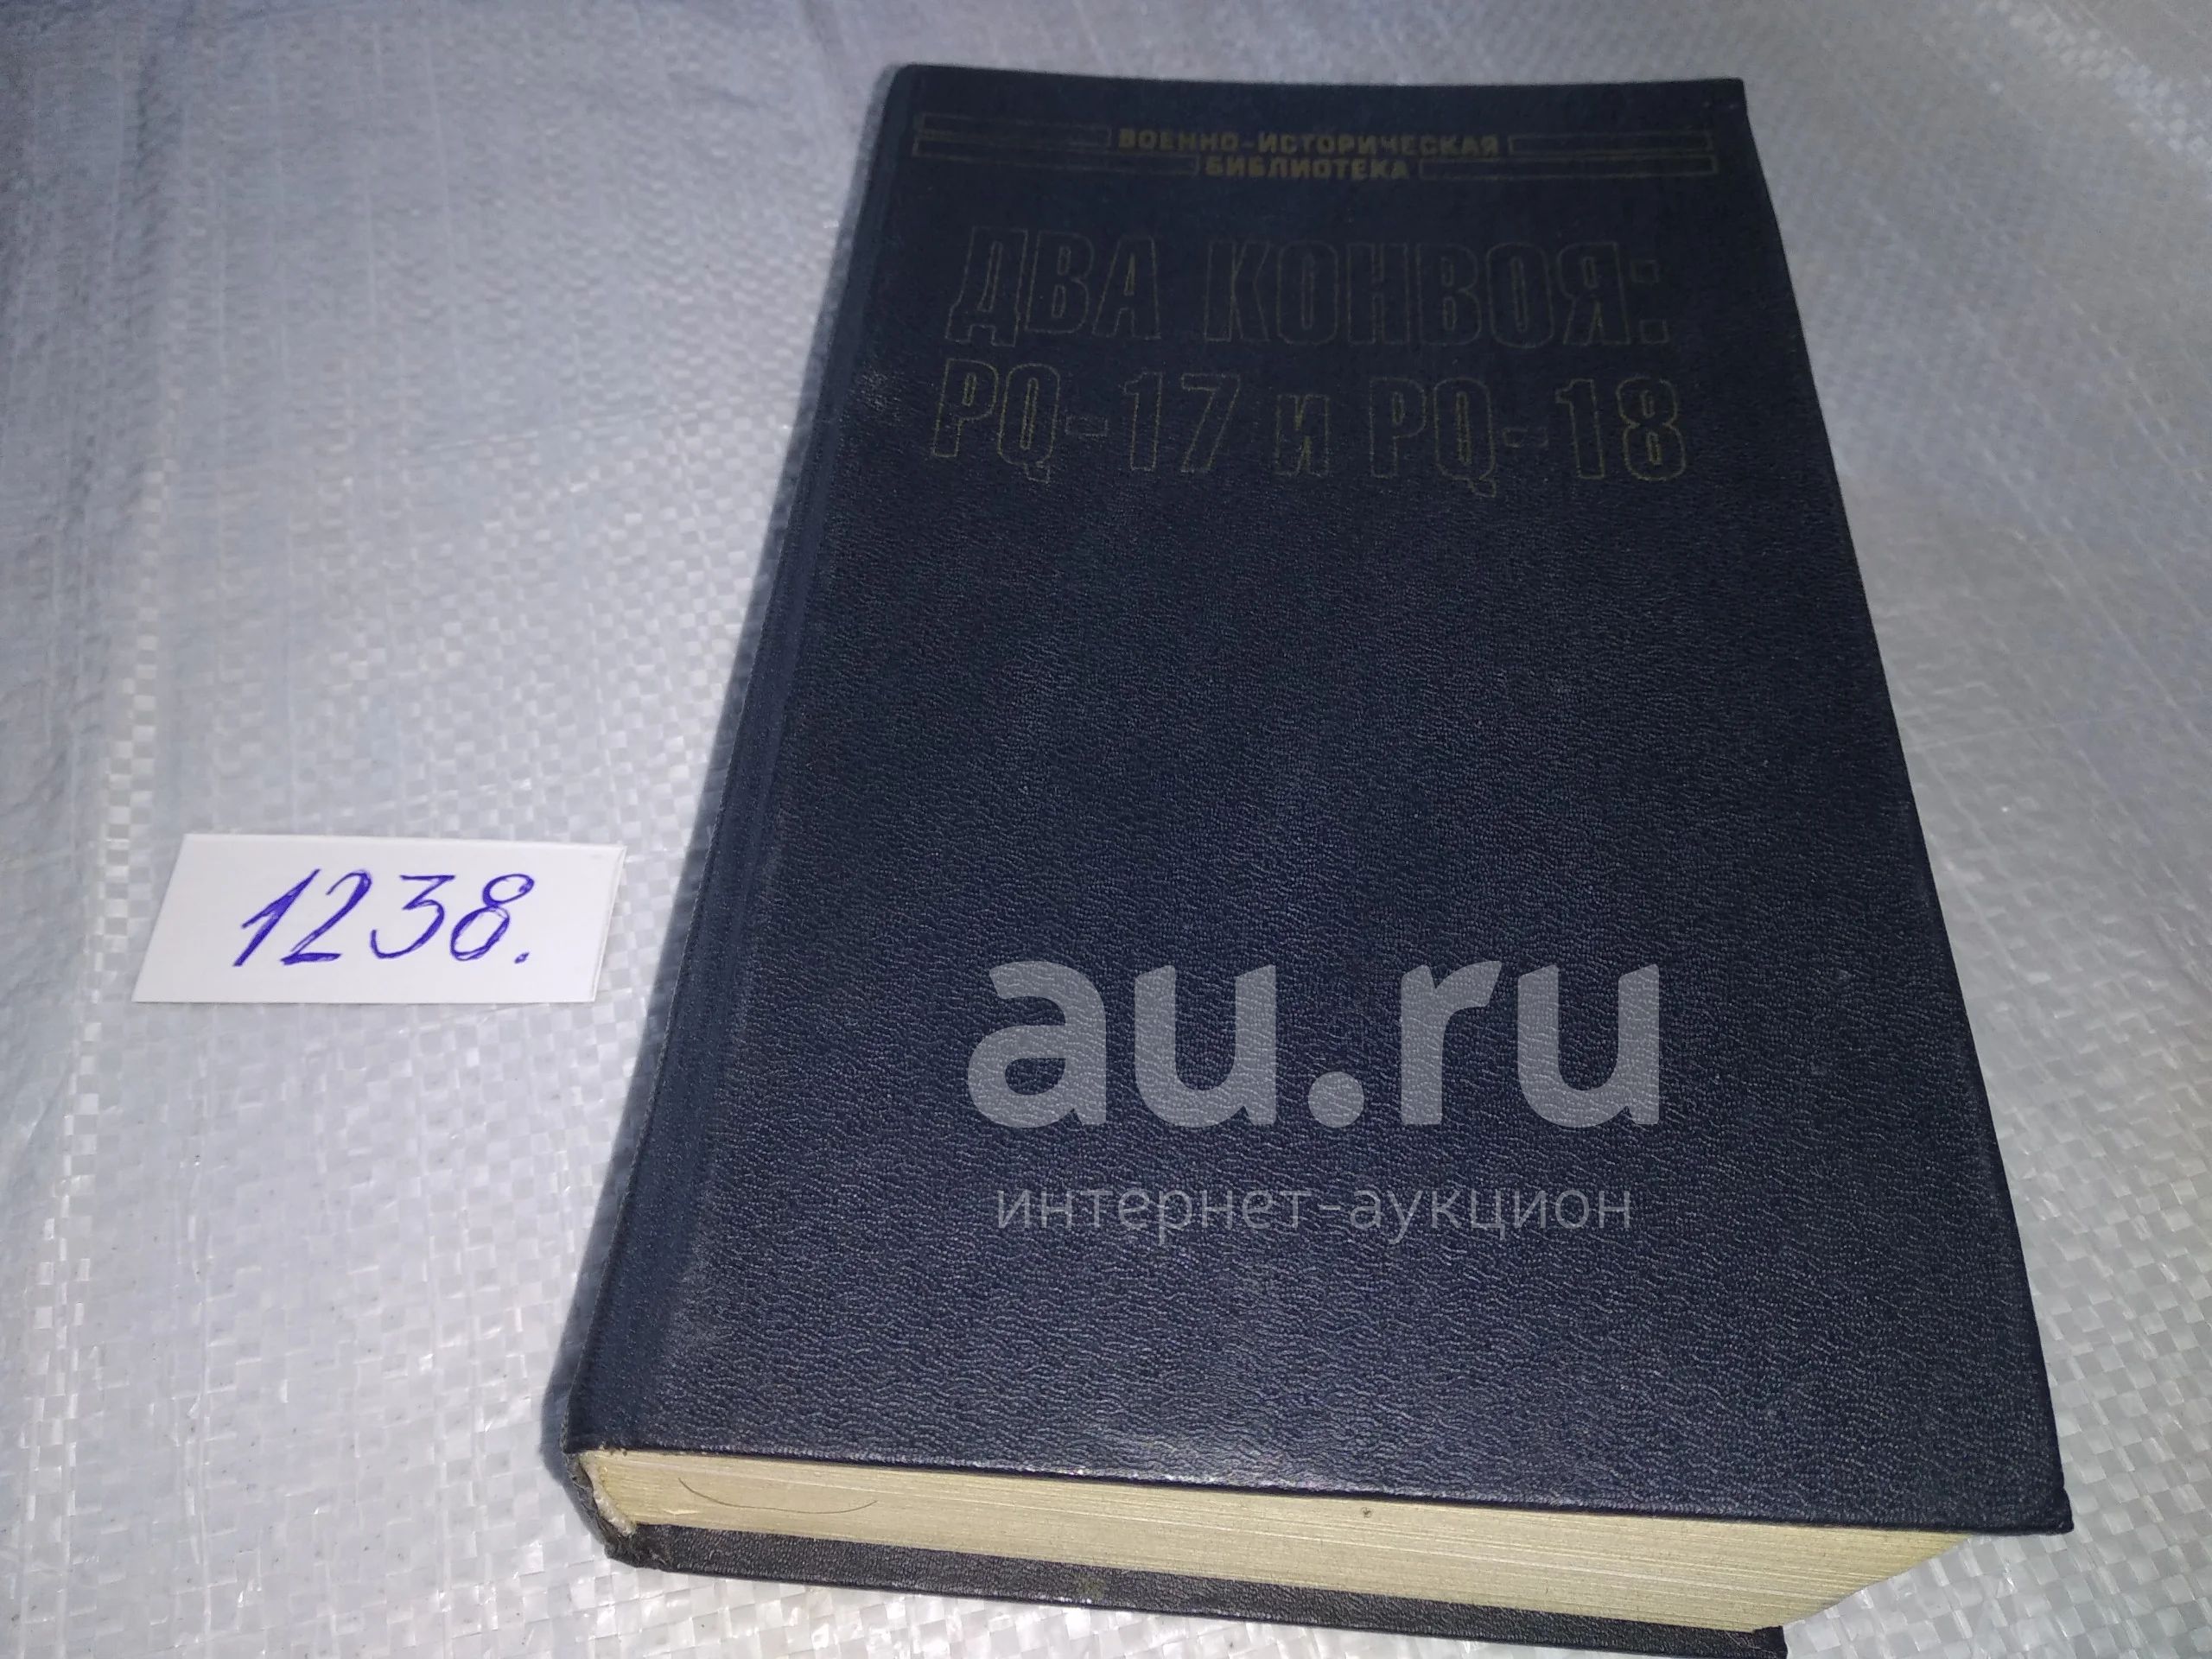 ВОЕННО-ИСТОРИЧЕСКАЯ
БИБЛИОТЕКА
ДВА КОНВОЯ:
PQ-17 и PQ-18
1238.
au.ru
интернет-аукцион